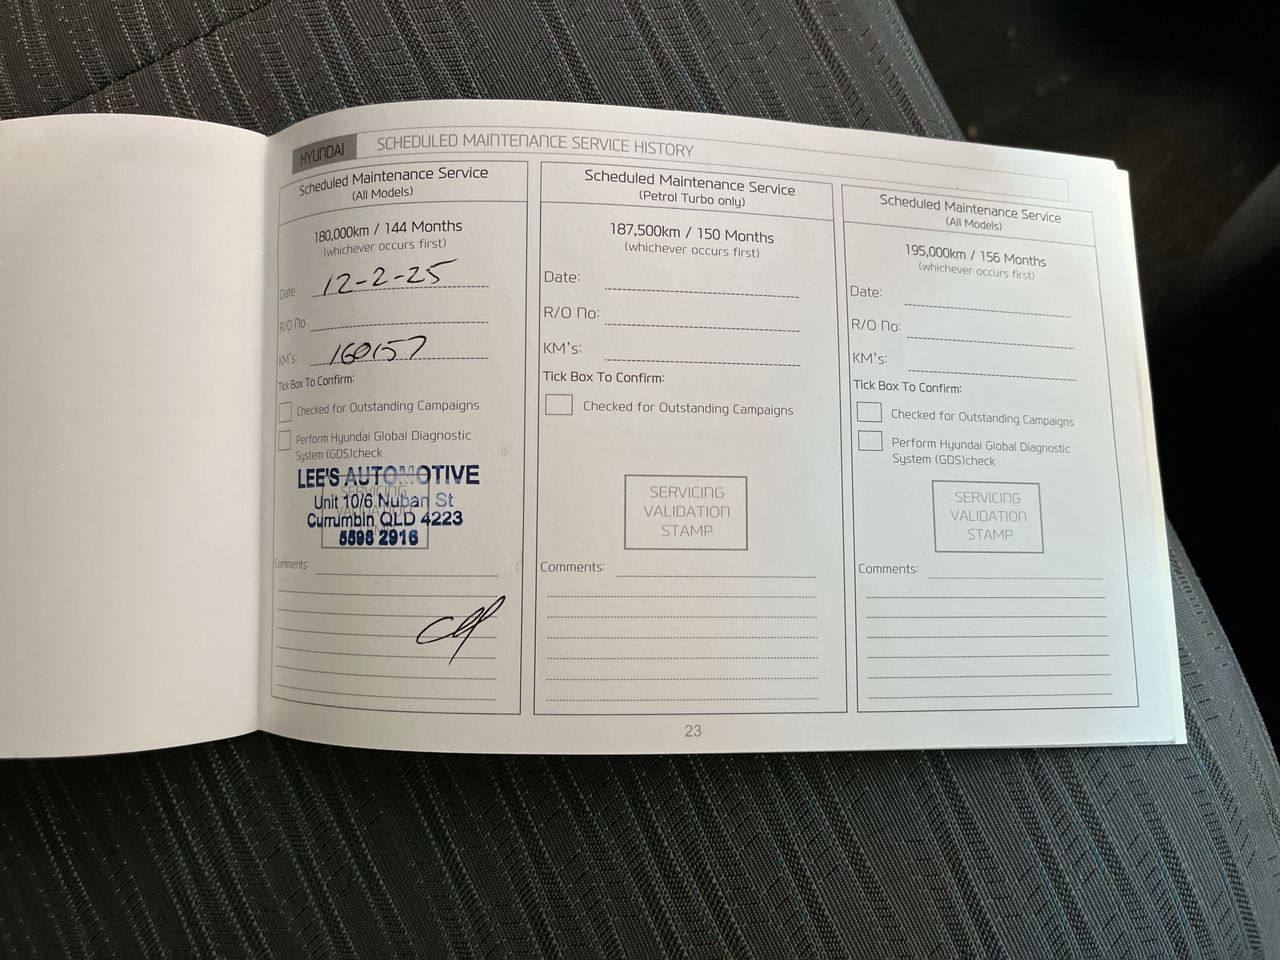 HYUNDAI
SCHEDULED MAINTENANCE SERVICE HISTORY
Scheduled Maintenance Service
(All Models)
180,000km / 144 Months
(whichever occurs first)
Date: 12-2-25
R/O No:
KM's: 160157
Tick Box To Confirm:
Checked for Outstanding Campaigns
Perform Hyundai Global Diagnostic
System (GDS)check
LEE'S AUTOMOTIVE
Unit 10/6 Nuban St
Currumbin QLD 4223
5598 2916
SERVICING
VALIDATION
STAMP
Comments:
Scheduled Maintenance Service
(Petrol Turbo only)
187,500km / 150 Months
(whichever occurs first)
Date:
R/O No:
KM's:
Tick Box To Confirm:
Checked for Outstanding Campaigns
SERVICING
VALIDATION
STAMP
Comments:
Scheduled Maintenance Service
(All Models)
195,000km / 156 Months
(whichever occurs first)
Date:
R/O No:
KM's:
Tick Box To Confirm:
Checked for Outstanding Campaigns
Perform Hyundai Global Diagnostic
System (GDS)check
SERVICING
VALIDATION
STAMP
Comments:
23